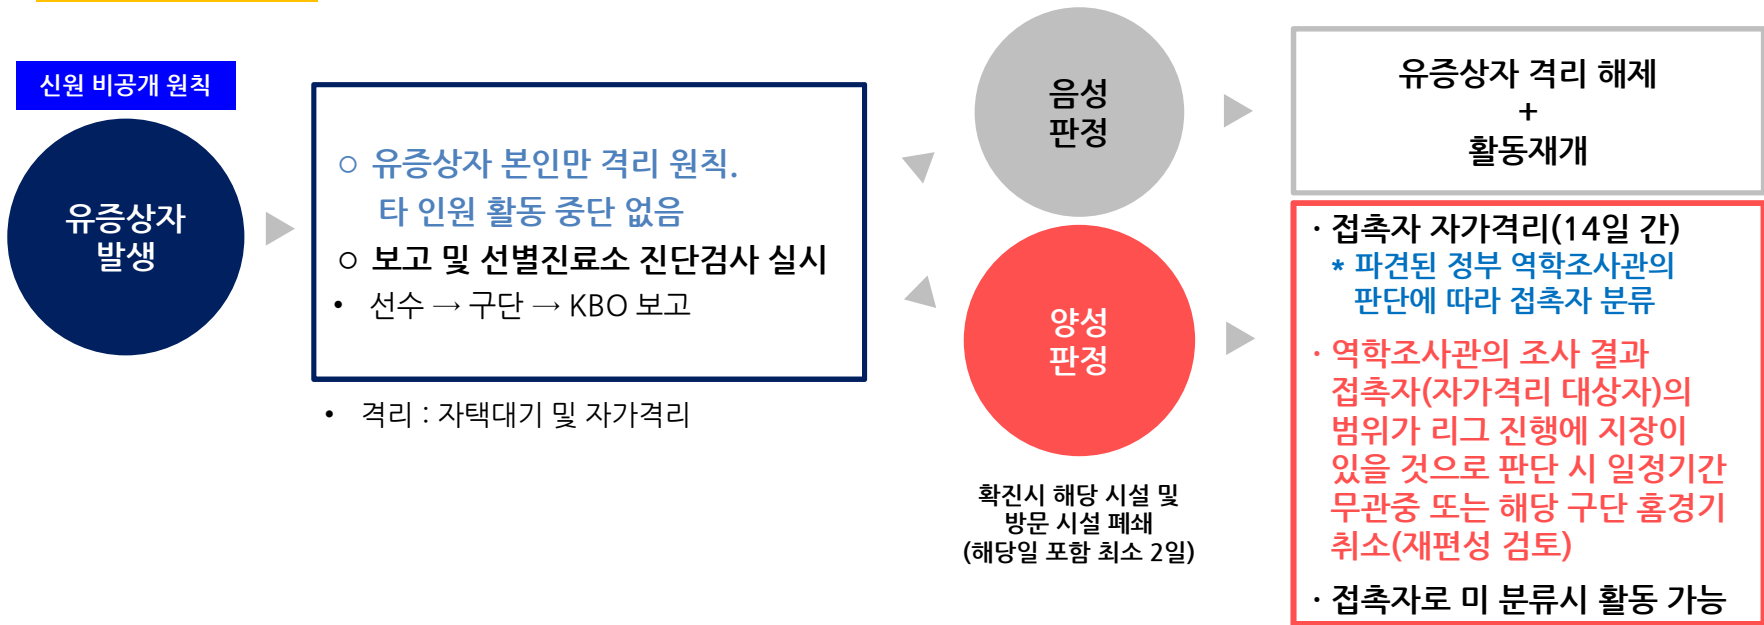 신원 비공개 원칙
유증상자
발생
○ 유증상자 본인만 격리 원칙.
타 인원 활동 중단 없음
○ 보고 및 선별진료소 진단검사 실시
• 선수 → 구단 → KBO 보고
• 격리 : 자택대기 및 자가격리
음성
판정
유증상자 격리 해제
+
활동재개
양성
판정
확진시 해당 시설 및
방문 시설 폐쇄
(해당일 포함 최소 2일)
· 접촉자 자가격리(14일 간)
* 파견된 정부 역학조사관의
판단에 따라 접촉자 분류
· 역학조사관의 조사 결과
접촉자(자가격리 대상자)의
범위가 리그 진행에 지장이
있을 것으로 판단 시 일정기간
무관중 또는 해당 구단 홈경기
취소(재편성 검토)
· 접촉자로 미 분류시 활동 가능